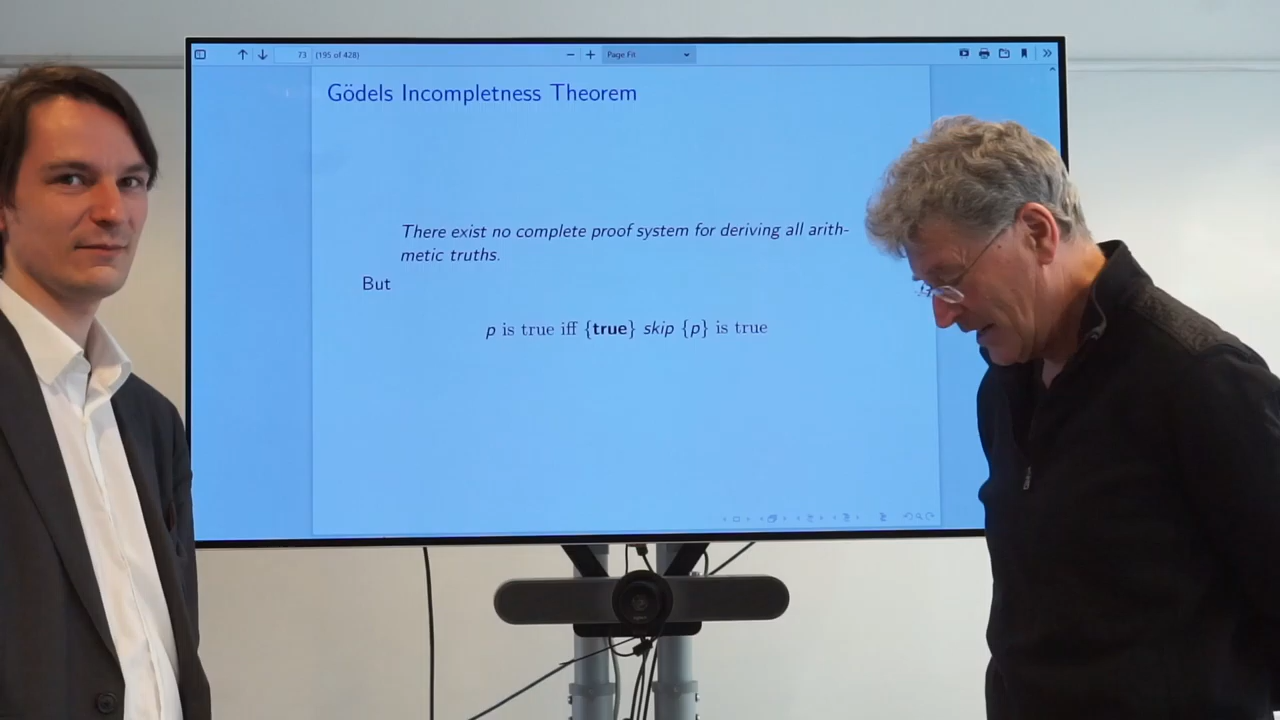 73 (195 of 428)
Page Fit
Gödels Incompletness Theorem
There exist no complete proof system for deriving all arith-
metic truths.
But
p is true iff {true} skip {p} is true